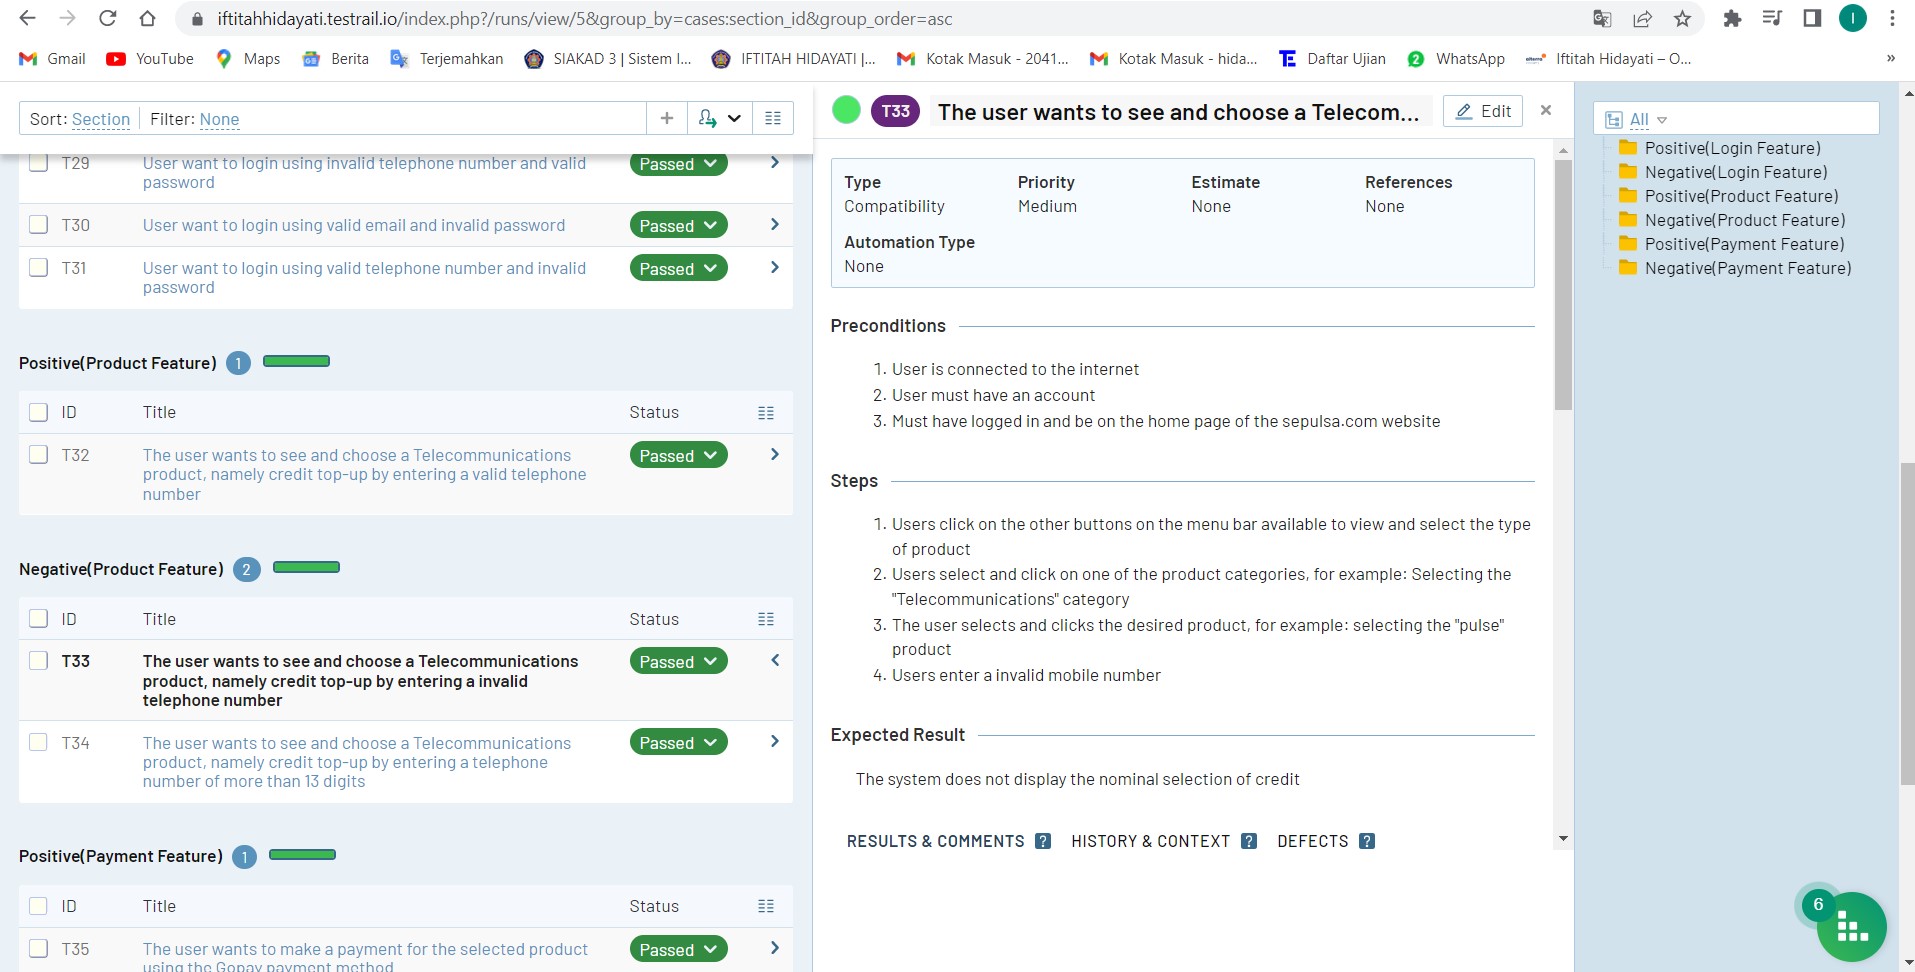 iftitahhidayati.testrail.io/index.php?/runs/view/5&group_by=cases:section_id&group_order=asc
I
Gmail YouTube Maps Berita Terjemahkan SIAKAD 3 | Sistem I... IFTITAH HIDAYATI |... Kotak Masuk - 2041... Kotak Masuk - hida... Daftar Ujian 2 WhatsApp Iftitah Hidayati – O... »
Sort: Section Filter: None
T29 User want to login using invalid telephone number and valid Passed
password
T30 User want to login using valid email and invalid password Passed
T31 User want to login using valid telephone number and invalid Passed
password
Positive(Product Feature) 1
ID Title Status
T32 The user wants to see and choose a Telecommunications Passed
product, namely credit top-up by entering a valid telephone
number
Negative(Product Feature) 2
ID Title Status
T33 The user wants to see and choose a Telecommunications Passed
product, namely credit top-up by entering a invalid
telephone number
T34 The user wants to see and choose a Telecommunications Passed
product, namely credit top-up by entering a telephone
number of more than 13 digits
Positive(Payment Feature) 1
ID Title Status
T35 The user wants to make a payment for the selected product Passed
using the Gopay payment method
T33 The user wants to see and choose a Telecom... Edit
Type Priority Estimate References
Compatibility Medium None None
Automation Type
None
Preconditions
1. User is connected to the internet
2. User must have an account
3. Must have logged in and be on the home page of the sepulsa.com website
Steps
1. Users click on the other buttons on the menu bar available to view and select the type
of product
2. Users select and click on one of the product categories, for example: Selecting the
"Telecommunications" category
3. The user selects and clicks the desired product, for example: selecting the "pulse"
product
4. Users enter a invalid mobile number
Expected Result
The system does not display the nominal selection of credit
RESULTS & COMMENTS ? HISTORY & CONTEXT ? DEFECTS ?
All
Positive(Login Feature)
Negative(Login Feature)
Positive(Product Feature)
Negative(Product Feature)
Positive(Payment Feature)
Negative(Payment Feature)
6